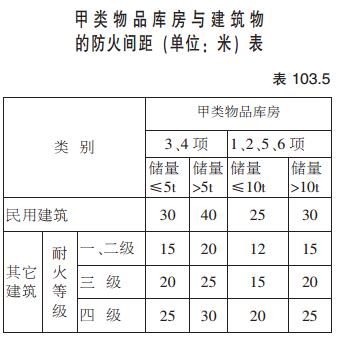 甲类物品库房与建筑物
的防火间距（单位：米）表
表 103.5
类 别 甲类物品库房
3、4项 1、2、5、6项
储量≤5t 储量>5t 储量≤10t 储量>10t
民用建筑 30 40 25 30
其它建筑 耐火等级 一、二级 15 20 12 15
三 级 20 25 15 20
四 级 25 30 20 25